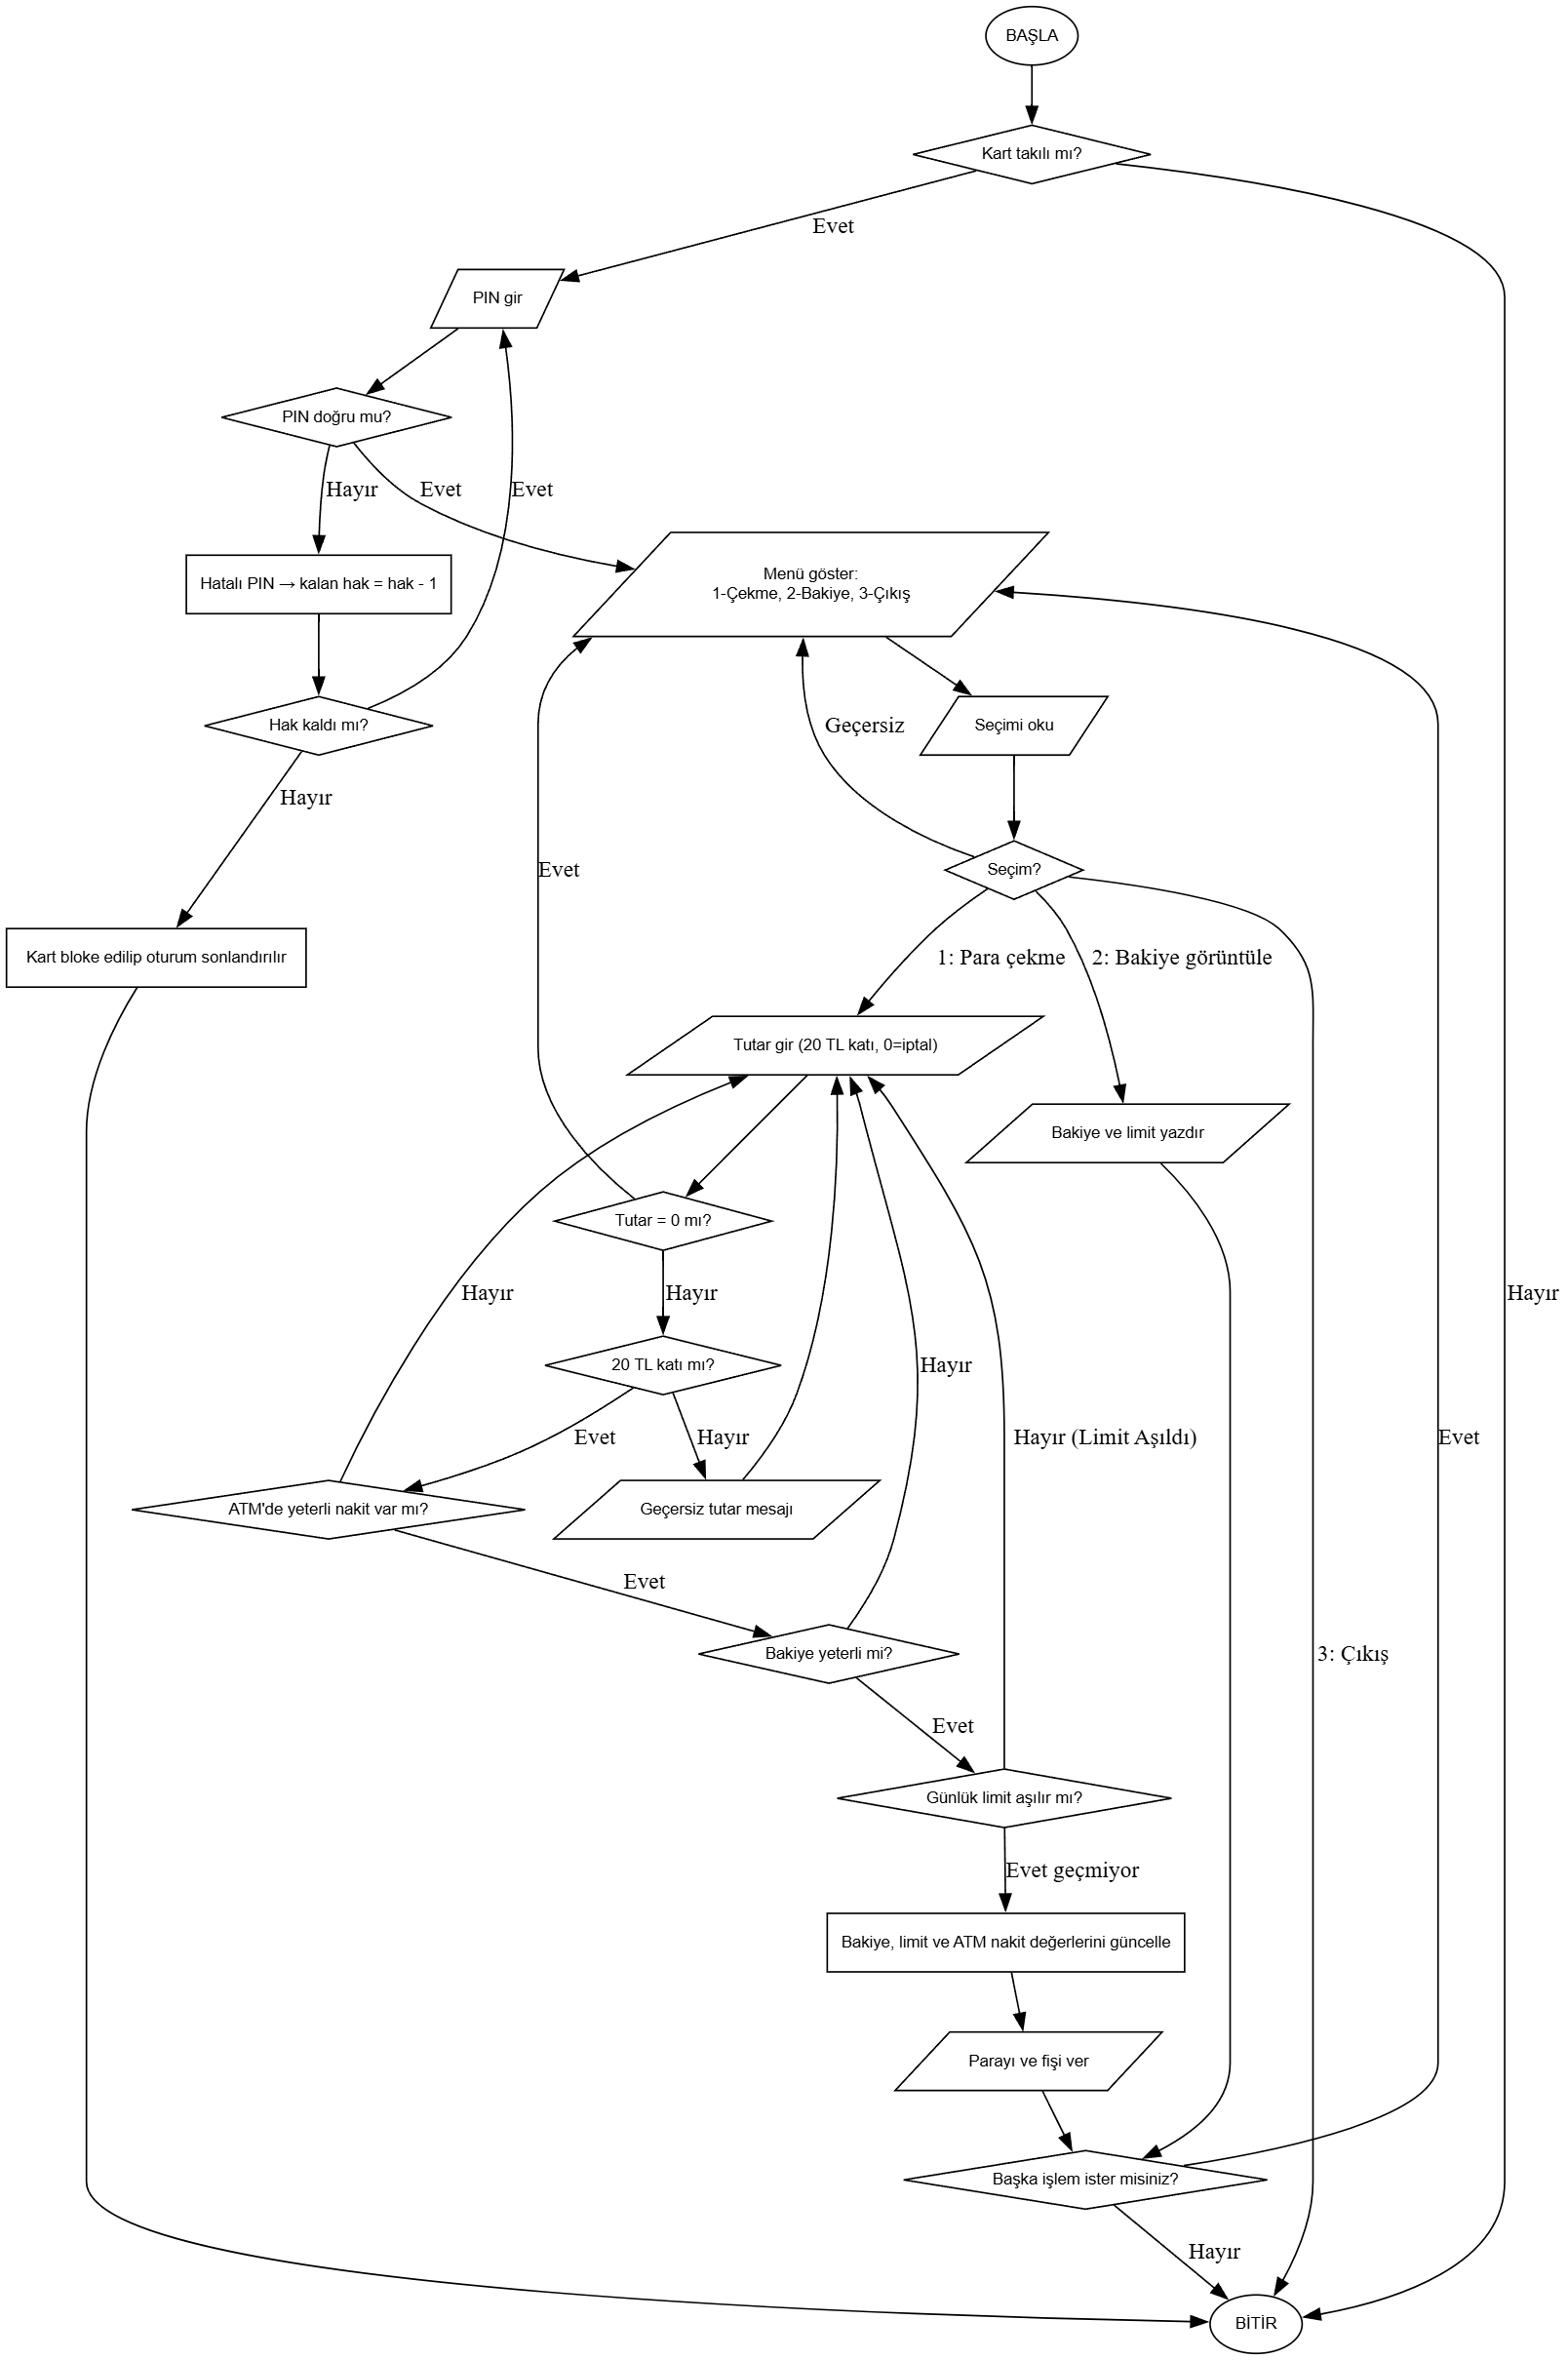 BAŞLA
Kart takılı mı?
Evet
PIN gir
PIN doğru mu?
Hayır
Evet
Evet
Hatalı PIN → kalan hak = hak - 1
Menü göster:
1-Çekme, 2-Bakiye, 3-Çıkış
Hak kaldı mı?
Geçersiz
Seçimi oku
Hayır
Evet
Seçim?
Kart bloke edilip oturum sonlandırılır
1: Para çekme
2: Bakiye görüntüle
Tutar gir (20 TL katı, 0=iptal)
Bakiye ve limit yazdır
Tutar = 0 mı?
Hayır
Hayır
Hayır
20 TL katı mı?
Hayır
Evet
Hayır
Hayır (Limit Aşıldı)
Evet
ATM'de yeterli nakit var mı?
Geçersiz tutar mesajı
Evet
Bakiye yeterli mi?
3: Çıkış
Evet
Günlük limit aşılır mı?
Evet geçmiyor
Bakiye, limit ve ATM nakit değerlerini güncelle
Parayı ve fişi ver
Başka işlem ister misiniz?
Hayır
BİTİR